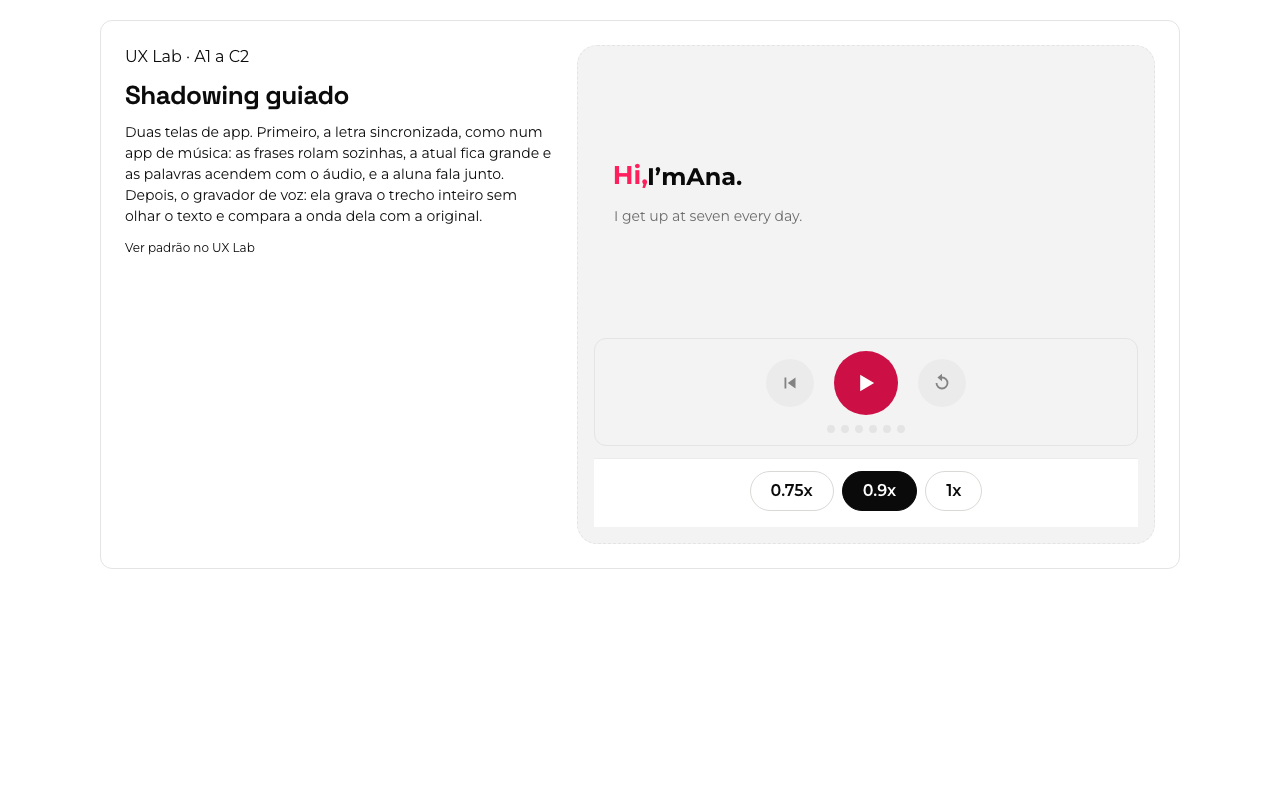 UX Lab · A1 a C2
Shadowing guiado
Duas telas de app. Primeiro, a letra sincronizada, como num
app de música: as frases rolam sozinhas, a atual fica grande e
as palavras acendem com o áudio, e a aluna fala junto.
Depois, o gravador de voz: ela grava o trecho inteiro sem
olhar o texto e compara a onda dela com a original.
Ver padrão no UX Lab
Hi,I’mAna.
I get up at seven every day.
0.75x
0.9x
1x